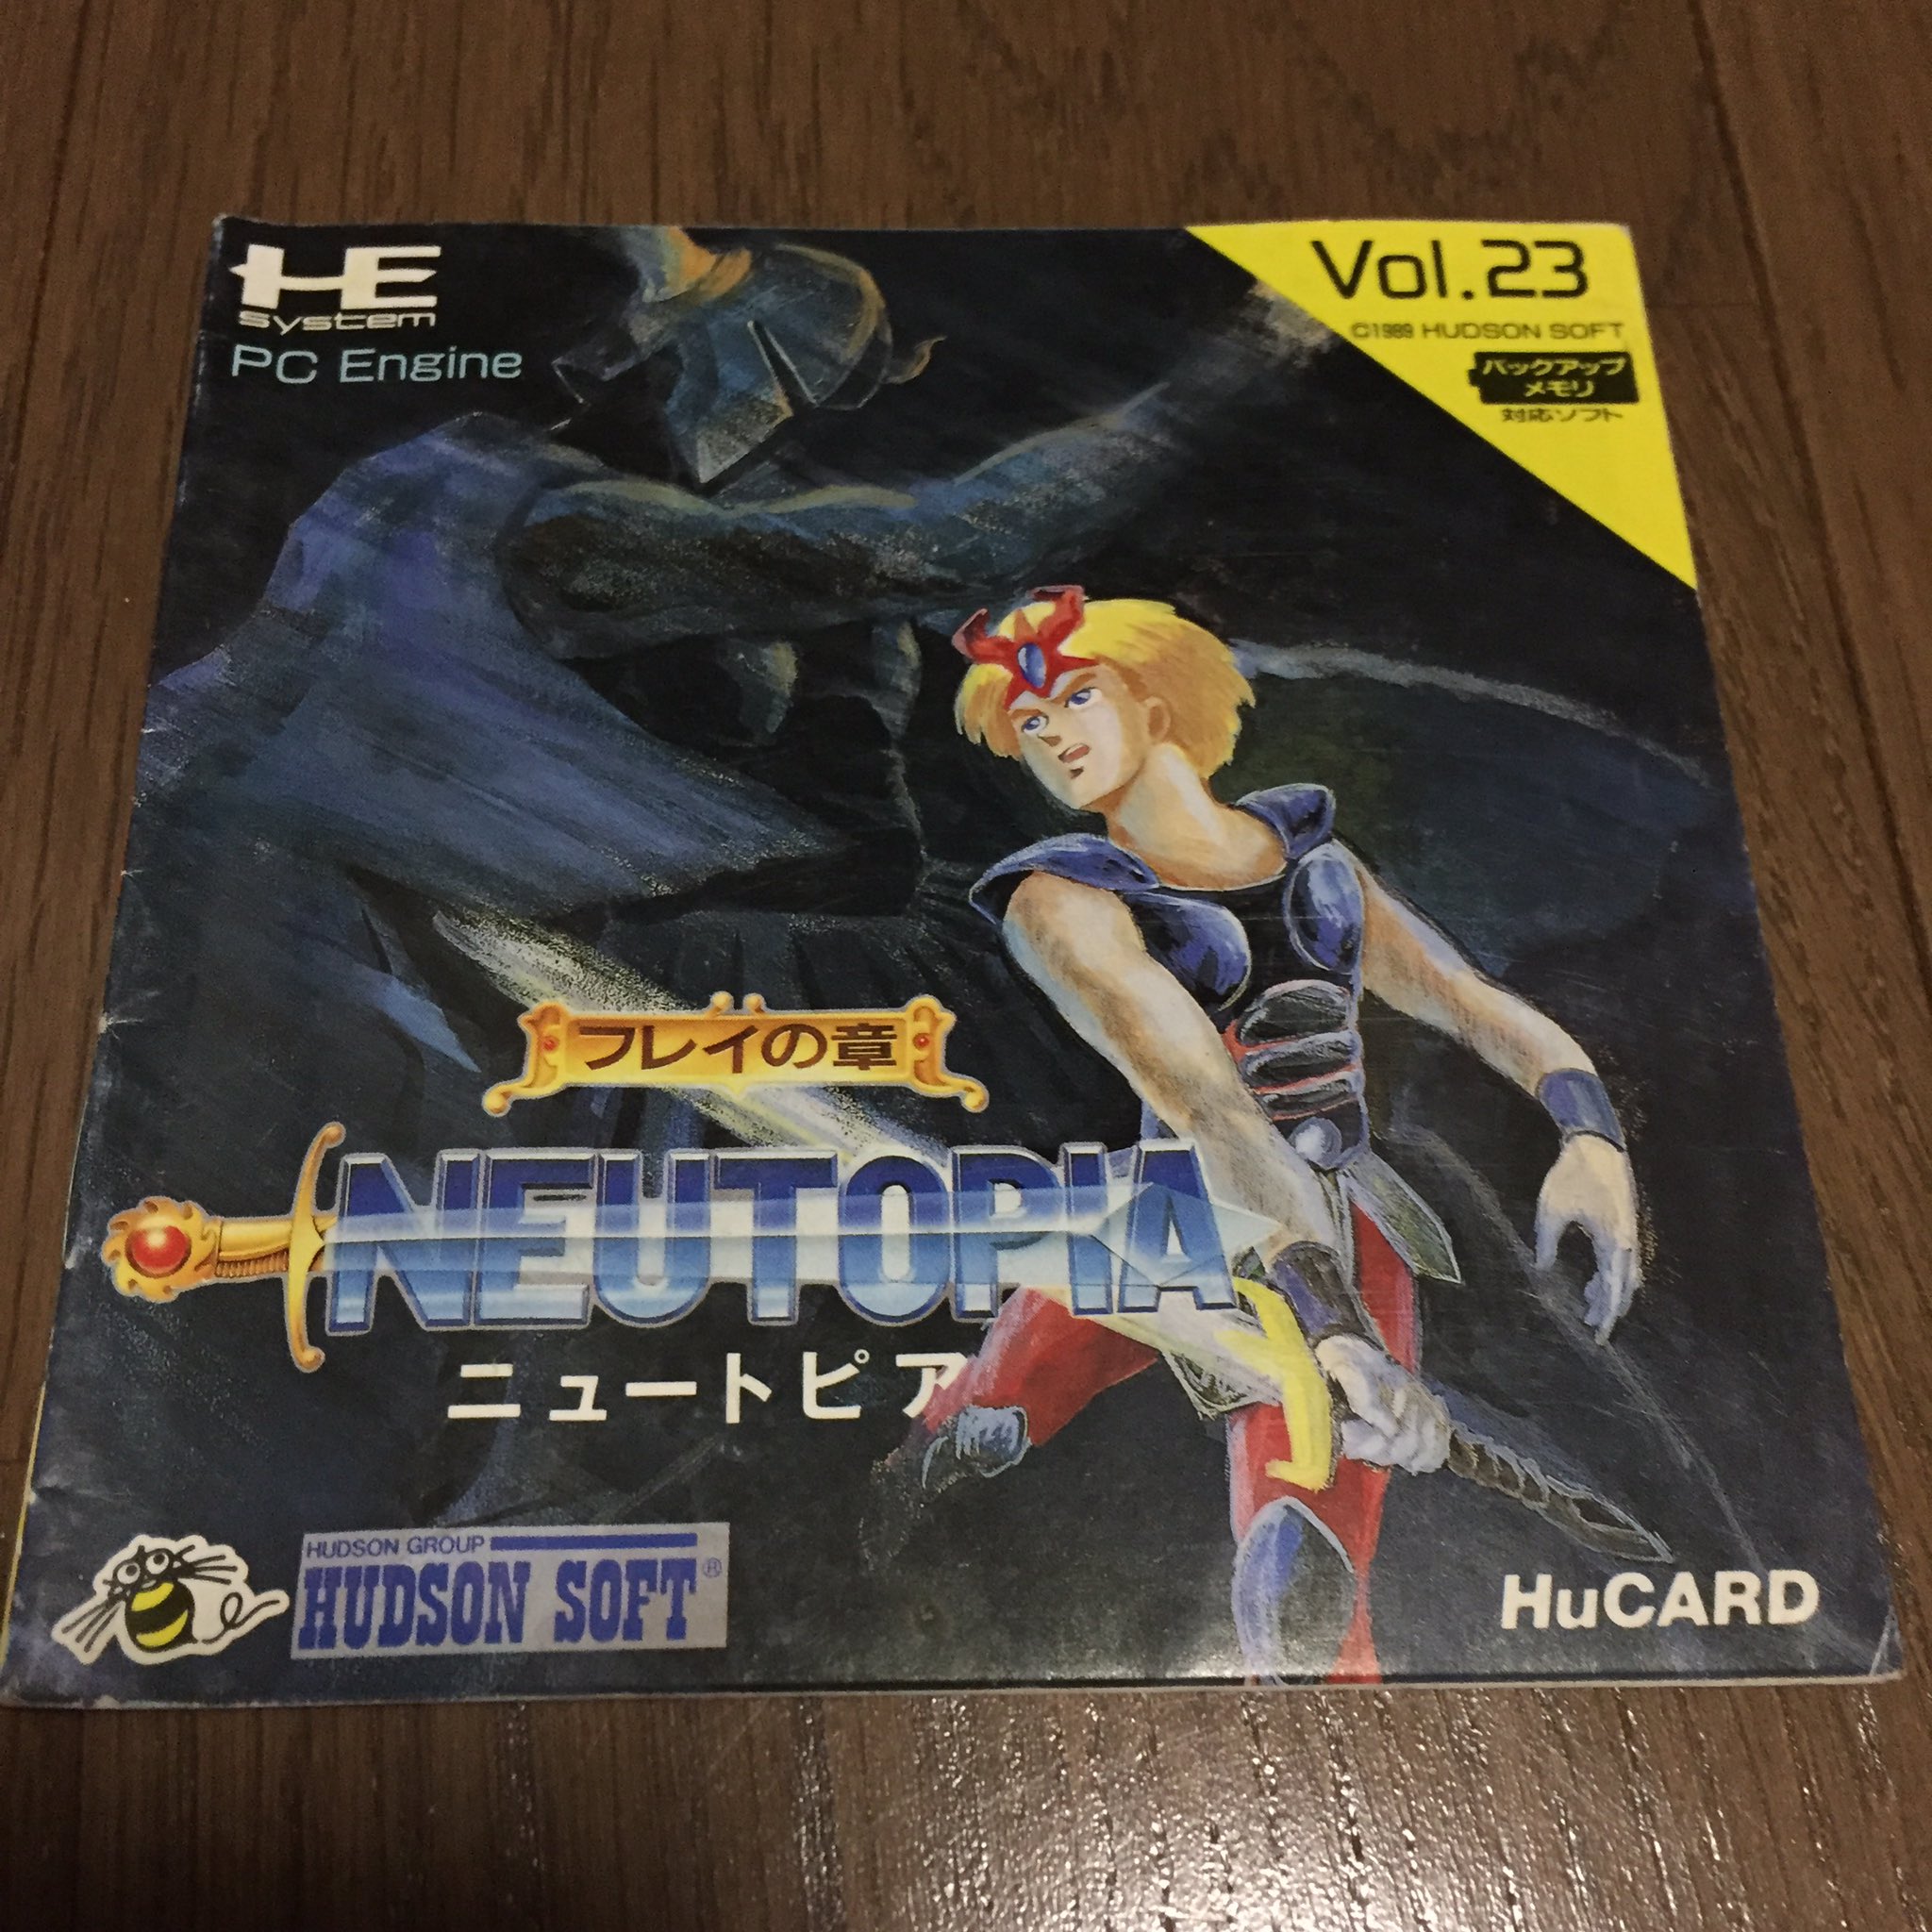 HE
System
PC Engine
Vol.23
©1989 HUDSON SOFT
バックアップ
メモリ
対応ソフト
フレイの章
NEUTOPIA
ニュートピア
HUDSON GROUP
HUDSON SOFT®
HuCARD